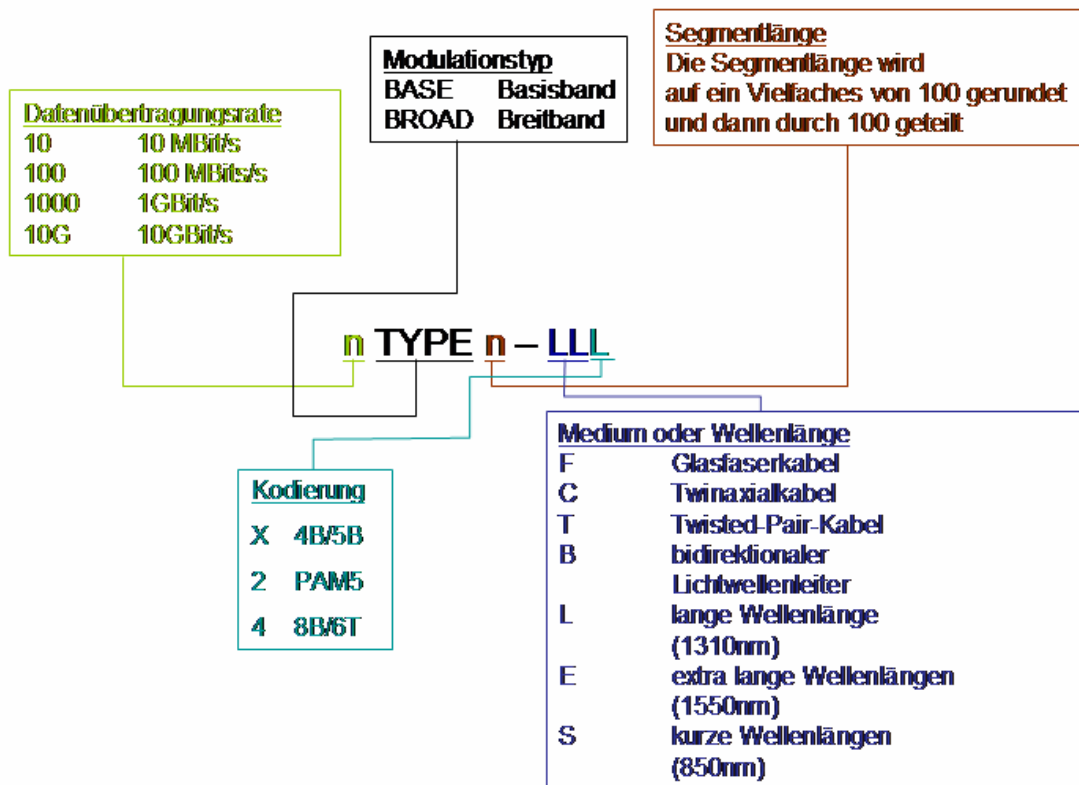 Segmentlänge
Die Segmentlänge wird
auf ein Vielfaches von 100 gerundet
und dann durch 100 geteilt
Modulationstyp
BASE Basisband
BROAD Breitband
Datenübertragungsrate
10 10 MBit/s
100 100 MBits/s
1000 1GBit/s
10G 10GBit/s
n TYPE n – LLL
Kodierung
X 4B/5B
2 PAM5
4 8B/6T
Medium oder Wellenlänge
F Glasfaserkabel
C Twinaxialkabel
T Twisted-Pair-Kabel
B bidirektionaler
Lichtwellenleiter
L lange Wellenlänge
(1310nm)
E extra lange Wellenlängen
(1550nm)
S kurze Wellenlängen
(850nm)